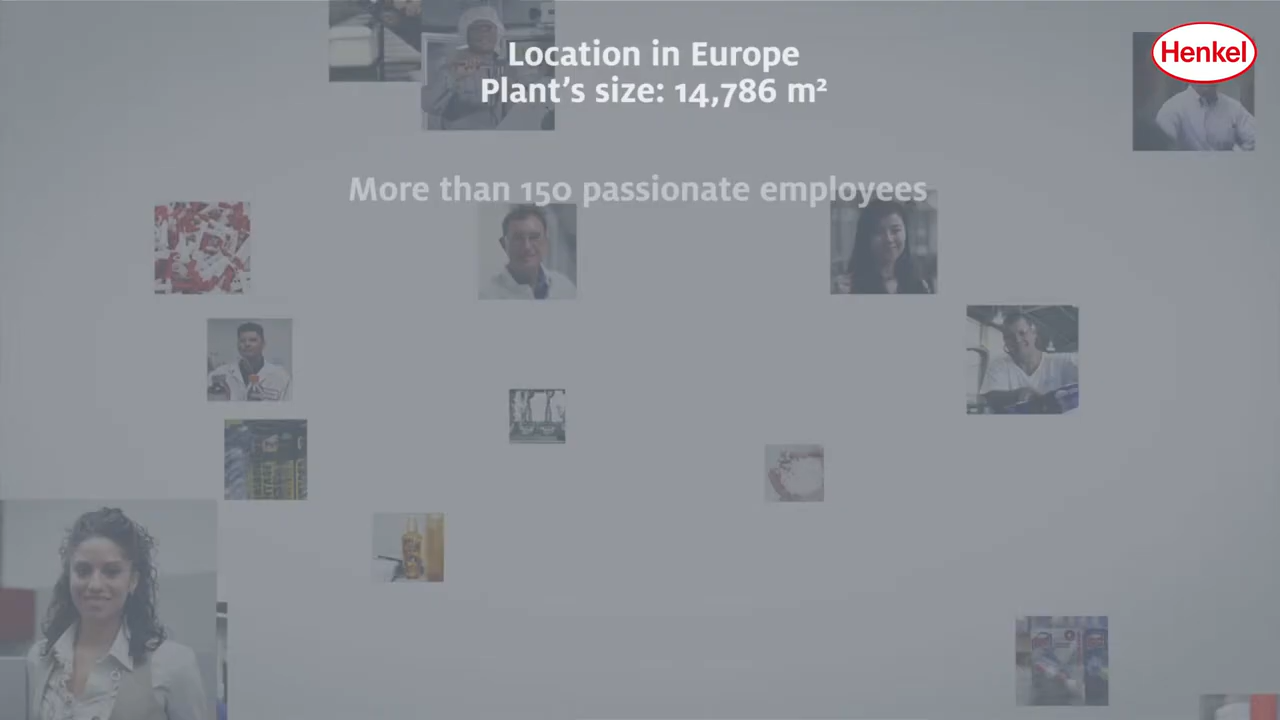 Location in Europe
Henkel
Plant's size: 14,786 m²
More than 150 passionate employees